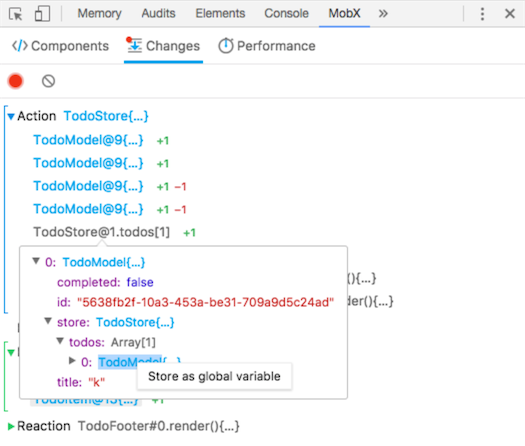 Memory Audits Elements Console MobX »
Components Changes Performance
Action TodoStore{...}
TodoModel@9{...} +1
TodoModel@9{...} +1
TodoModel@9{...} +1 −1
TodoModel@9{...} +1 −1
TodoStore@1.todos[1] +1
0: TodoModel{...}
completed: false
(){...}
id: "5638fb2f-10a3-453a-be31-709a9d5c24ad"
der(){...}
store: TodoStore{...}
todos: Array[1]
0: TodoModel{...}
Store as global variable
title: "k"
TodoItem@15{...} +1
Reaction TodoFooter#0.render(){...}